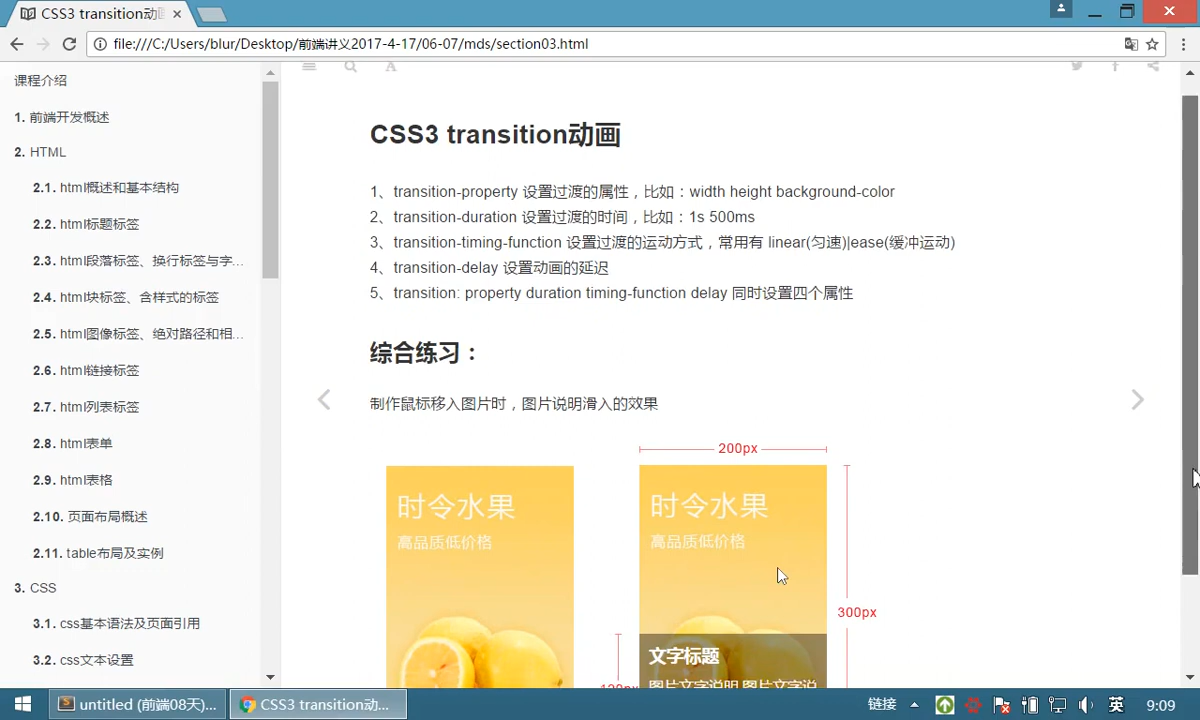 CSS3 transition动画
file:///C:/Users/blur/Desktop/前端讲义2017-4-17/06-07/mds/section03.html
课程介绍
1. 前端开发概述
2. HTML
2.1. html概述和基本结构
2.2. html标题标签
2.3. html段落标签、换行标签与字...
2.4. html块标签、含样式的标签
2.5. html图像标签、绝对路径和相...
2.6. html链接标签
2.7. html列表标签
2.8. html表单
2.9. html表格
2.10. 页面布局概述
2.11. table布局及实例
3. CSS
3.1. css基本语法及页面引用
3.2. css文本设置
A
CSS3 transition动画
1、transition-property 设置过渡的属性，比如：width height background-color
2、transition-duration 设置过渡的时间，比如：1s 500ms
3、transition-timing-function 设置过渡的运动方式，常用有 linear(匀速)|ease(缓冲运动)
4、transition-delay 设置动画的延迟
5、transition: property duration timing-function delay 同时设置四个属性
综合练习：
制作鼠标移入图片时，图片说明滑入的效果
200px
时令水果
高品质低价格
时令水果
高品质低价格
300px
文字标题
图片文字说明 图片文字说
untitled (前端08天)...
CSS3 transition动...
链接
英
9:09